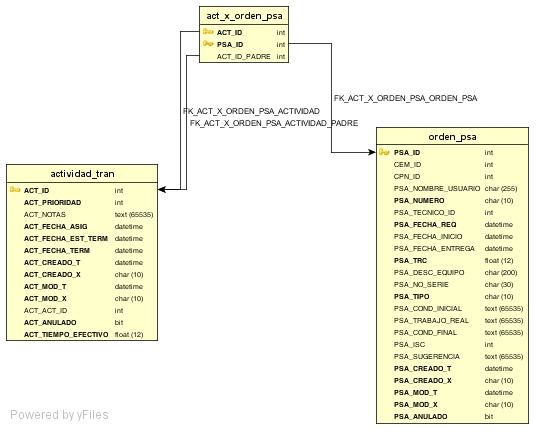 act_x_orden_psa
ACT_ID int
PSA_ID int
ACT_ID_PADRE int
FK_ACT_X_ORDEN_PSA_ORDEN_PSA
FK_ACT_X_ORDEN_PSA_ACTIVIDAD
FK_ACT_X_ORDEN_PSA_ACTIVIDAD_PADRE
actividad_tran
ACT_ID int
ACT_PRIORIDAD int
ACT_NOTAS text (65535)
ACT_FECHA_ASIG datetime
ACT_FECHA_EST_TERM datetime
ACT_FECHA_TERM datetime
ACT_CREADO_T datetime
ACT_CREADO_X char (10)
ACT_MOD_T datetime
ACT_MOD_X char (10)
ACT_ACT_ID int
ACT_ANULADO bit
ACT_TIEMPO_EFECTIVO float (12)
orden_psa
PSA_ID int
CEM_ID int
CPN_ID int
PSA_NOMBRE_USUARIO char (255)
PSA_NUMERO char (10)
PSA_TECNICO_ID int
PSA_FECHA_REQ datetime
PSA_FECHA_INICIO datetime
PSA_FECHA_ENTREGA datetime
PSA_TRC float (12)
PSA_DESC_EQUIPO char (200)
PSA_NO_SERIE char (30)
PSA_TIPO char (10)
PSA_COND_INICIAL text (65535)
PSA_TRABAJO_REAL text (65535)
PSA_COND_FINAL text (65535)
PSA_ISC int
PSA_SUGERENCIA text (65535)
PSA_CREADO_T datetime
PSA_CREADO_X char (10)
PSA_MOD_T datetime
PSA_MOD_X char (10)
PSA_ANULADO bit
Powered by yFiles